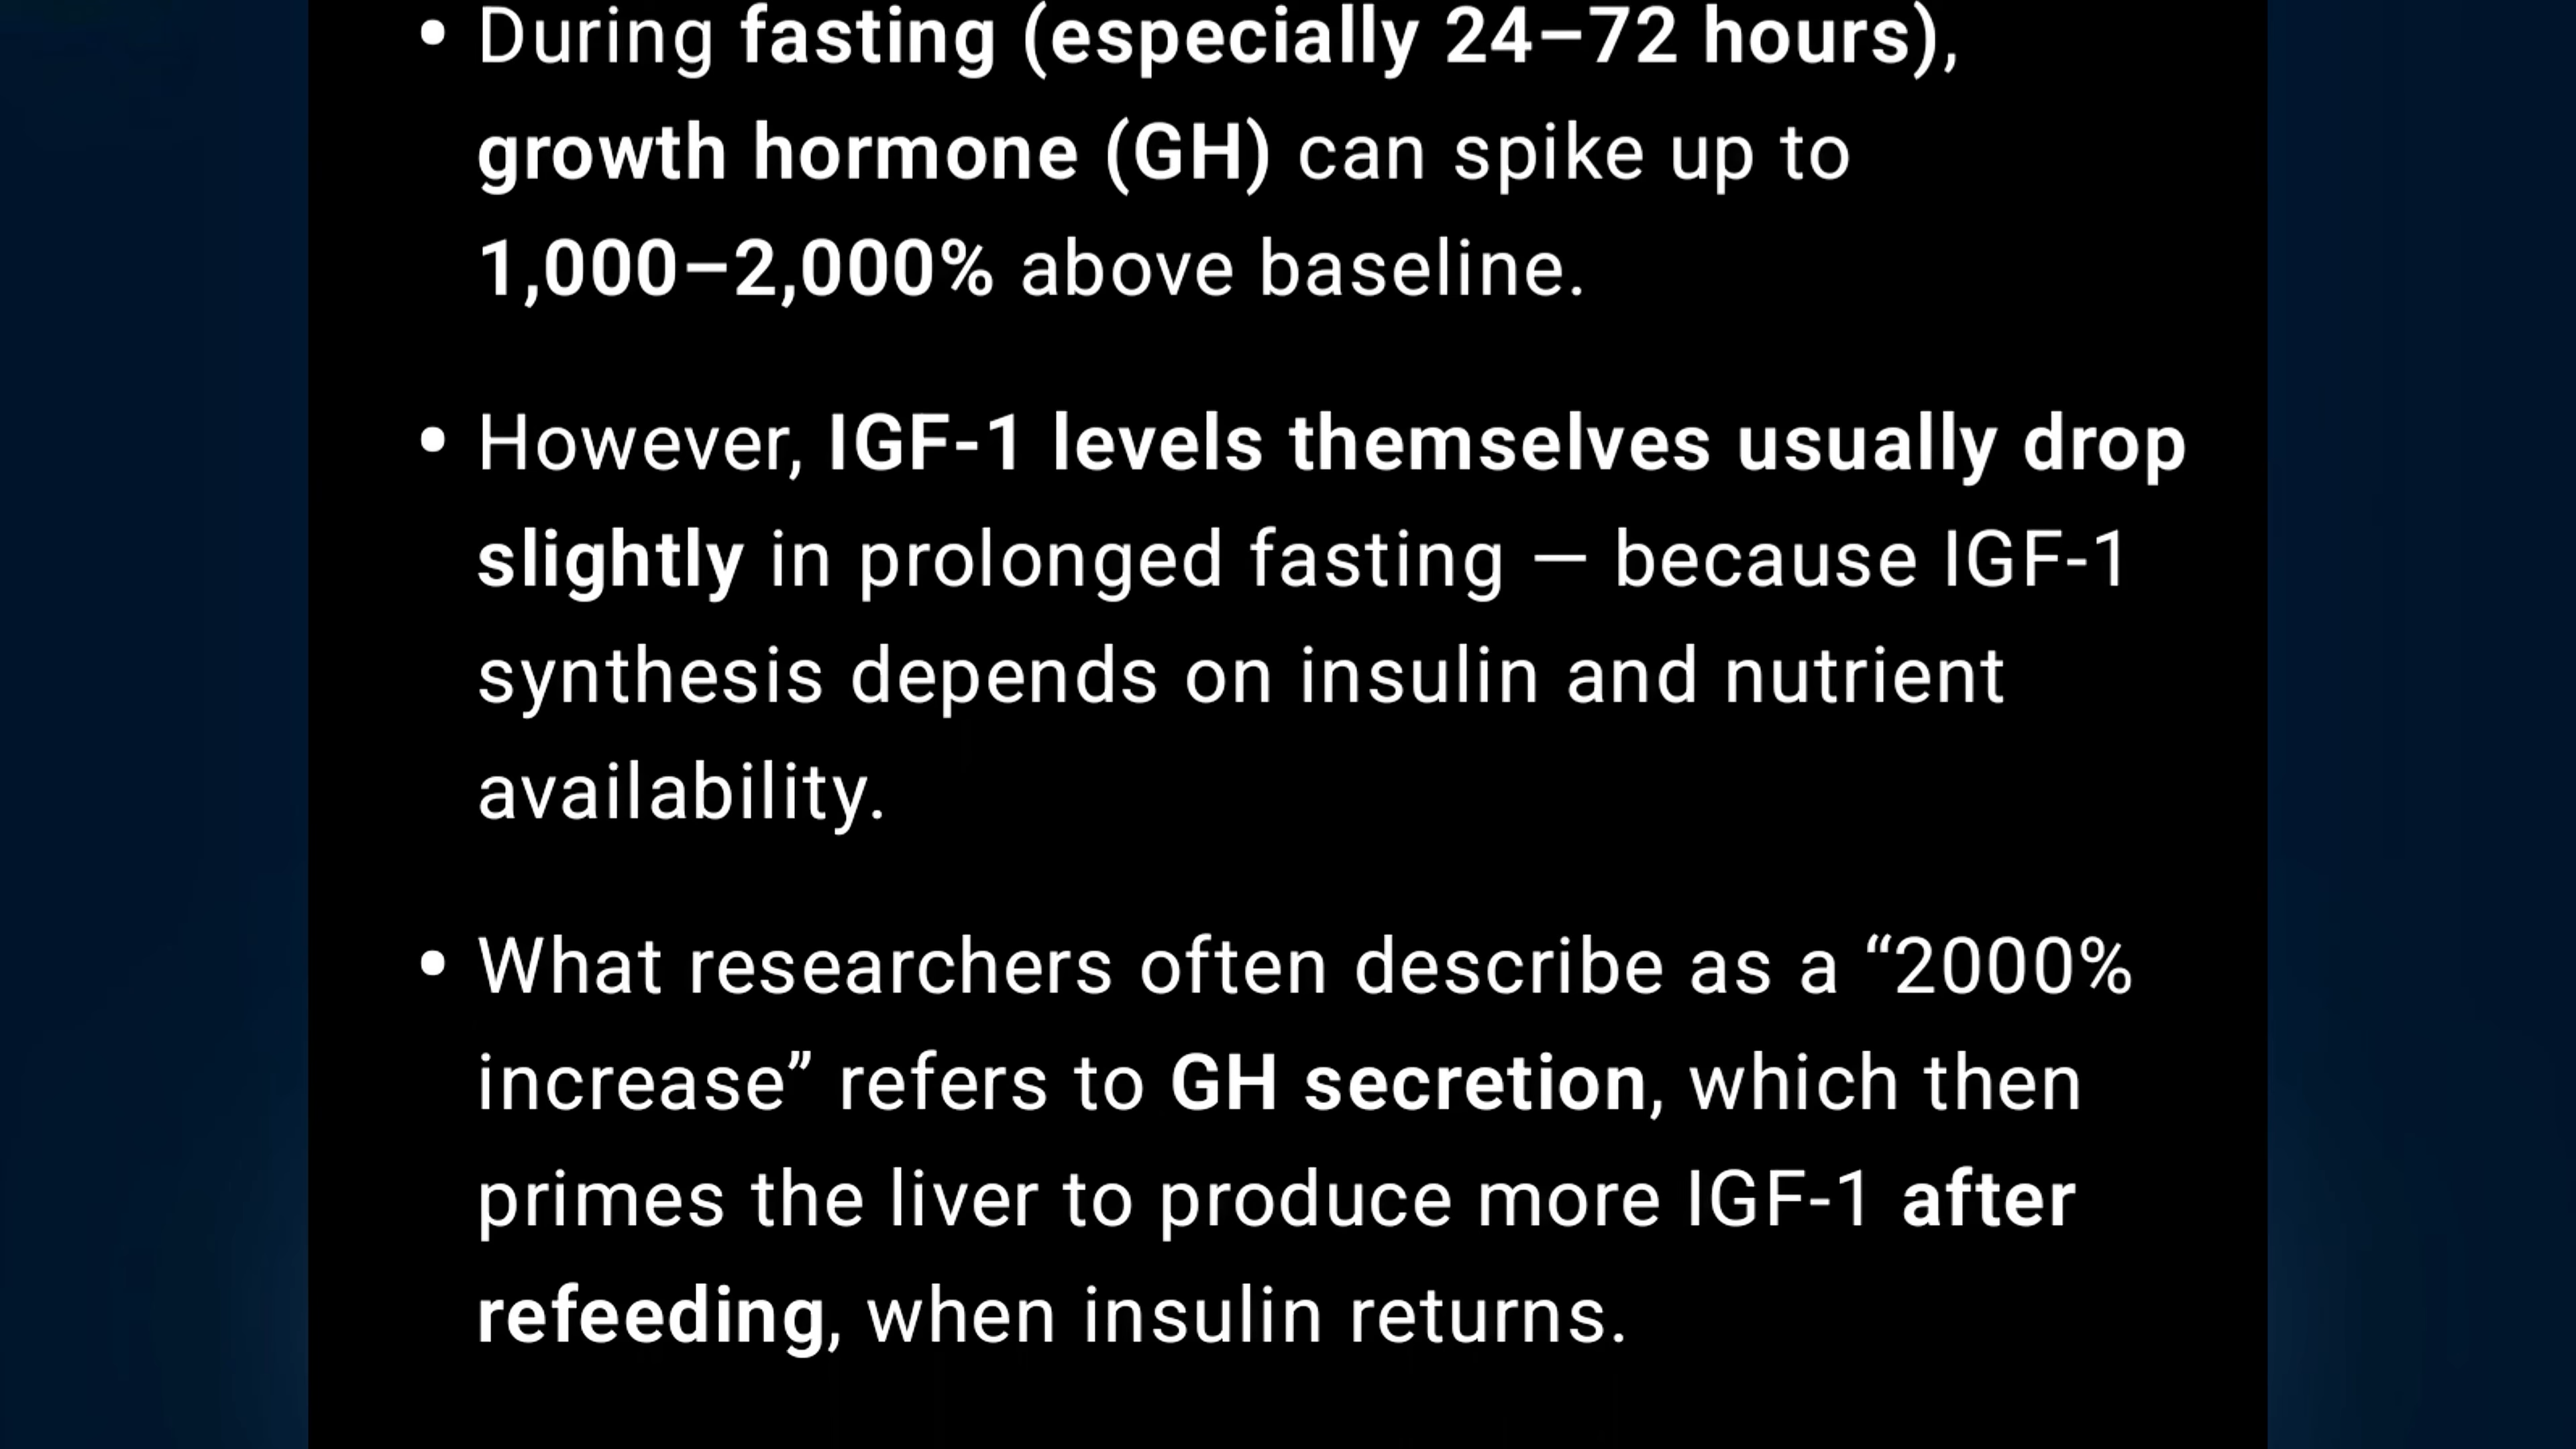 • During fasting (especially 24–72 hours),
growth hormone (GH) can spike up to
1,000–2,000% above baseline.
• However, IGF-1 levels themselves usually drop
slightly in prolonged fasting — because IGF-1
synthesis depends on insulin and nutrient
availability.
• What researchers often describe as a “2000%
increase” refers to GH secretion, which then
primes the liver to produce more IGF-1 after
refeeding, when insulin returns.